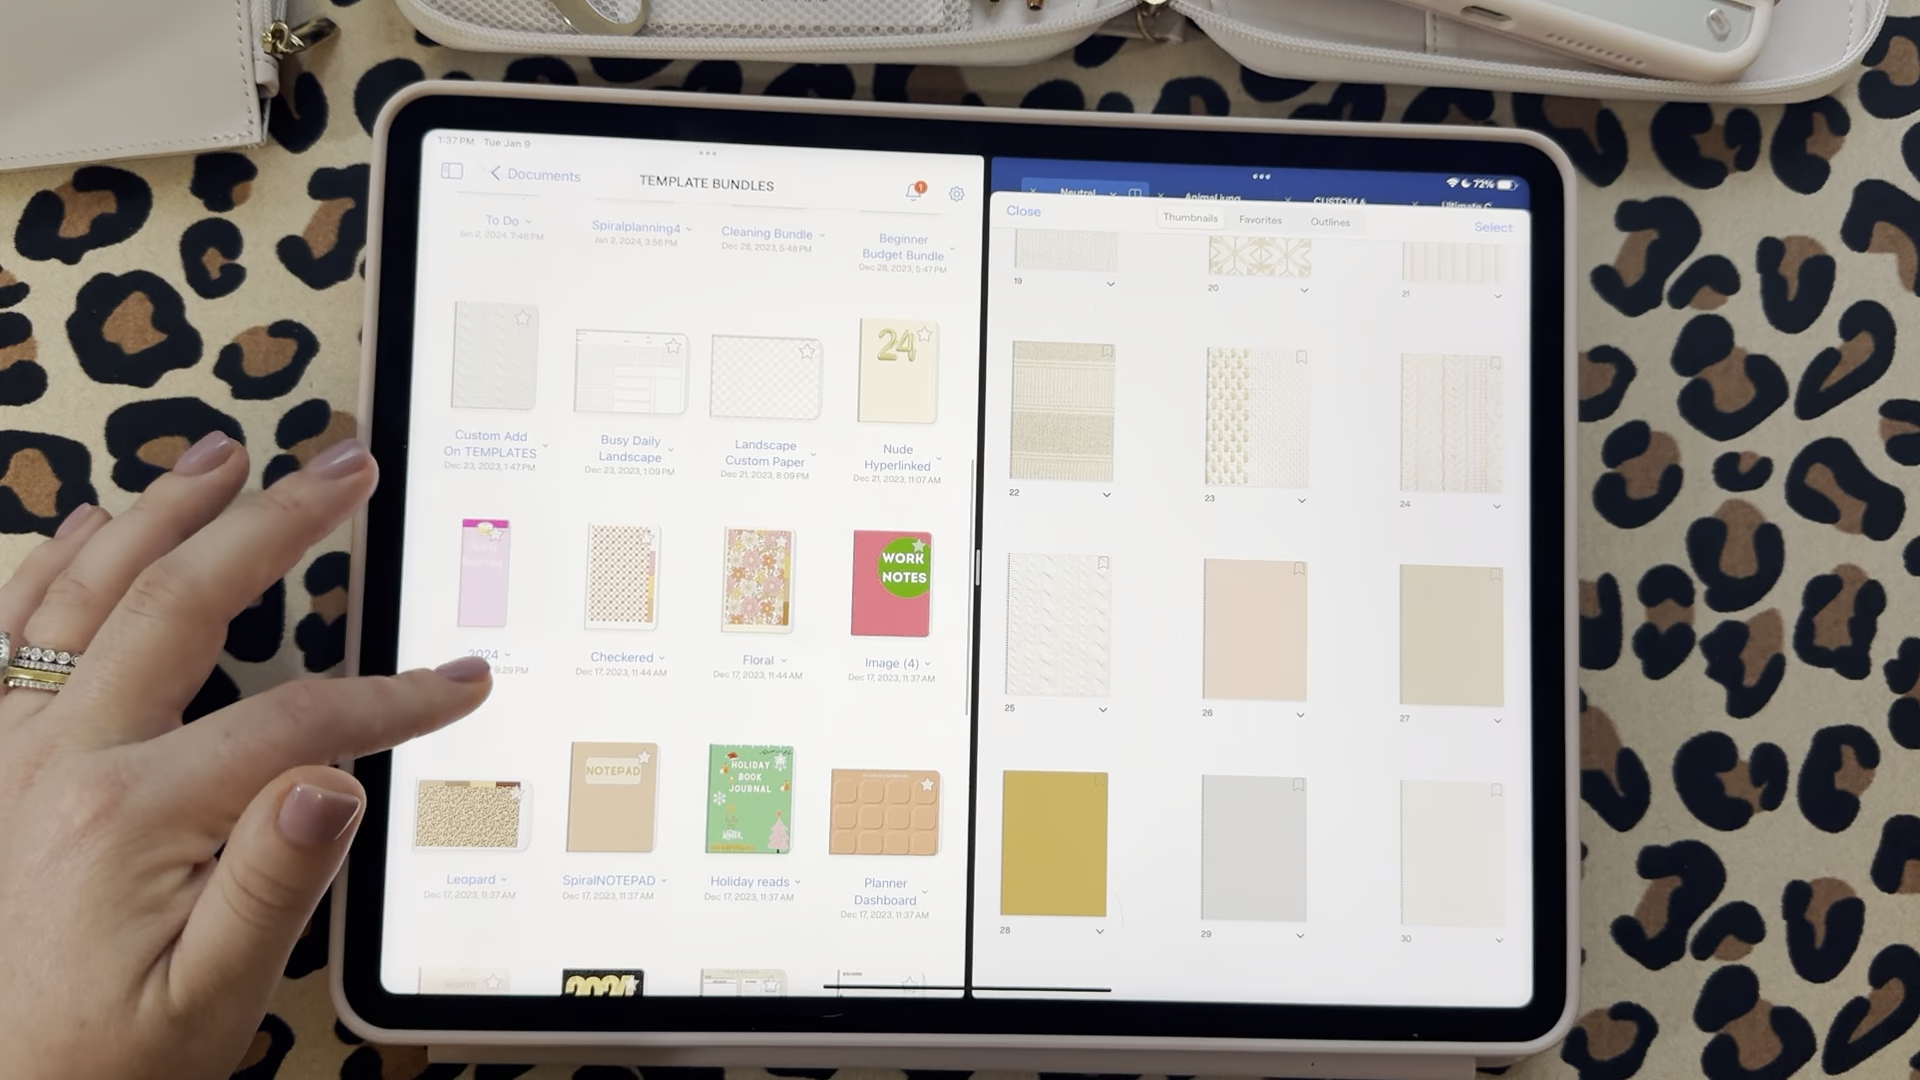 1:37 PM Tue Jan 9
Documents
TEMPLATE BUNDLES
1
To Do
Jan 2, 2024, 7:46 PM
Spiralplanning4
Jan 2, 2024, 3:56 PM
Cleaning Bundle
Dec 28, 2023, 5:48 PM
Beginner
Budget Bundle
Dec 28, 2023, 5:47 PM
24
Custom Add
On TEMPLATES
Dec 23, 2023, 1:47 PM
Busy Daily
Landscape
Dec 23, 2023, 1:09 PM
Landscape
Custom Paper
Dec 21, 2023, 8:09 PM
Nude
Hyperlinked
Dec 21, 2023, 11:07 AM
WORK
NOTES
2024
9:29 PM
Checkered
Dec 17, 2023, 11:44 AM
Floral
Dec 17, 2023, 11:44 AM
Image (4)
Dec 17, 2023, 11:37 AM
NOTEPAD
HOLIDAY
BOOK
JOURNAL
Leopard
Dec 17, 2023, 11:37 AM
SpiralNOTEPAD
Dec 17, 2023, 11:37 AM
Holiday reads
Dec 17, 2023, 11:37 AM
Planner
Dashboard
Dec 17, 2023, 11:37 AM
2024
72%
Neutral
CUSTOM
Close
Thumbnails
Favorites
Outlines
Select
19
20
21
22
23
24
25
26
27
28
29
30